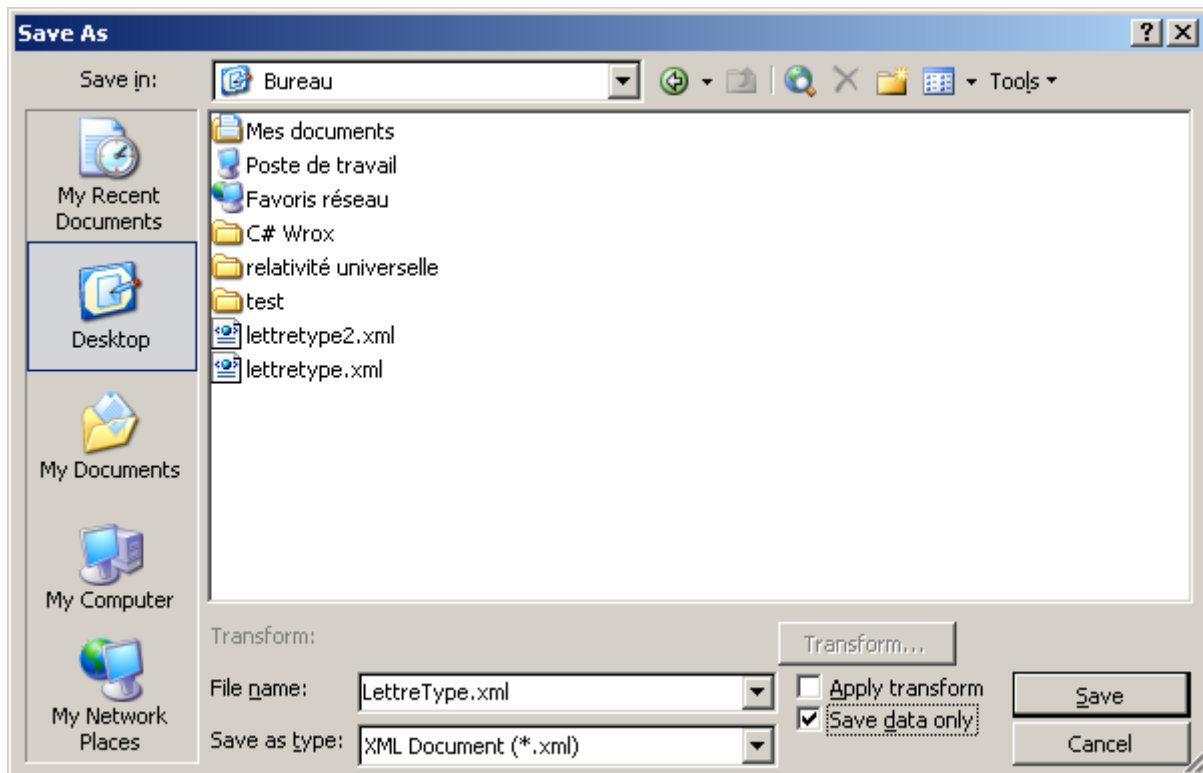 Save As
Save in:
Bureau
Tools
My Recent
Documents
Desktop
My Documents
My Computer
My Network
Places
Mes documents
Poste de travail
Favoris réseau
C# Wrox
relativité universelle
test
lettretype2.xml
lettretype.xml
Transform:
Transform...
File name:
LettreType.xml
Apply transform
Save
Save as type:
XML Document (*.xml)
Save data only
Cancel